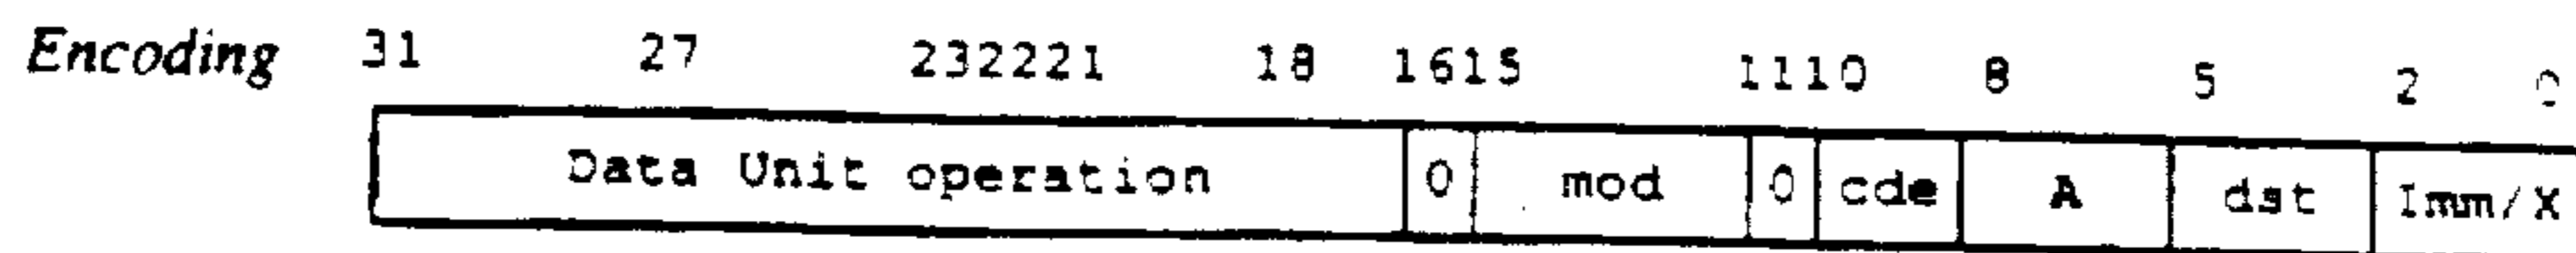 Encoding 31 27 232221 18 1615 1110 8 5 2 0
Data Unit operation 0 mod 0 cde A dst Imm/X